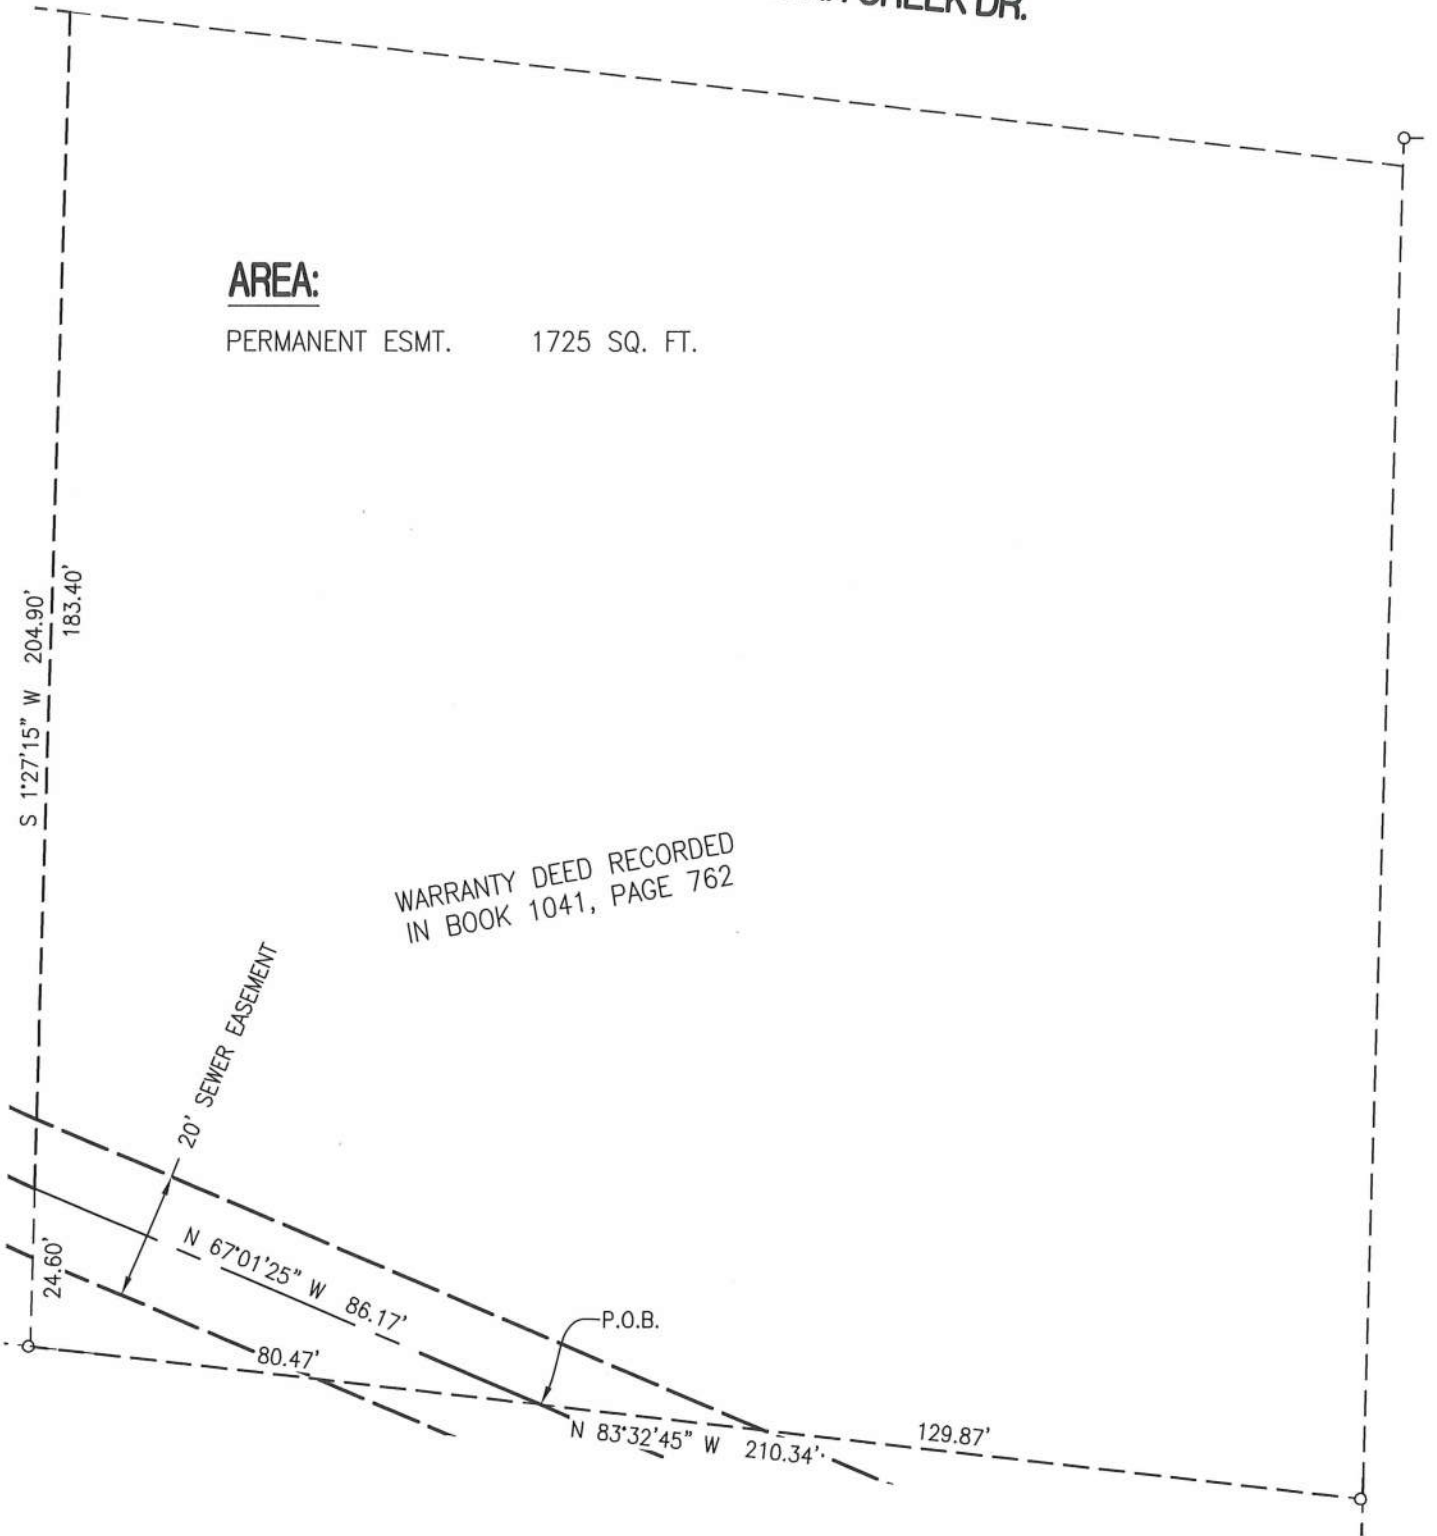 CREEK DR.
AREA:
PERMANENT ESMT. 1725 SQ. FT.
S 1°27'15" W 204.90'
183.40'
WARRANTY DEED RECORDED
IN BOOK 1041, PAGE 762
20' SEWER EASEMENT
24.60'
N 67°01'25" W 86.17'
P.O.B.
80.47'
N 83°32'45" W 210.34'
129.87'